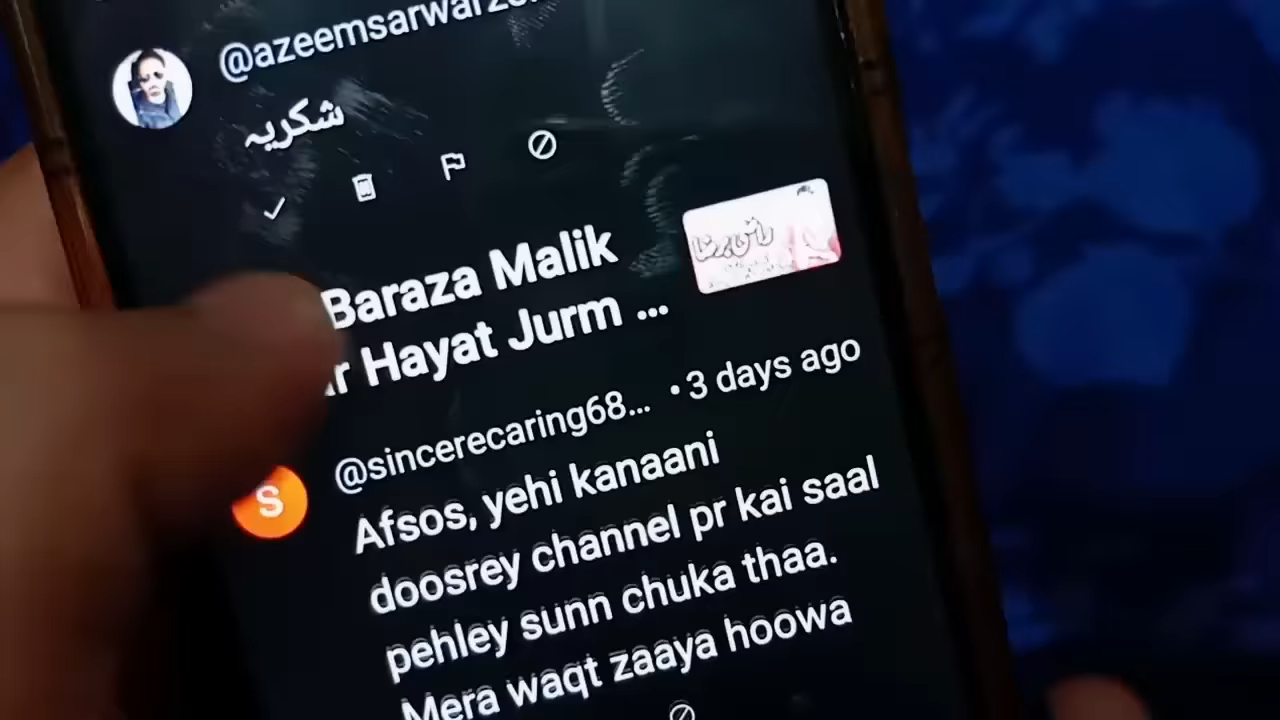 @azeemsarwar
شکریہ
Baraza Malik
Hayat Jurm ...
@sincerecaring68... • 3 days ago
S
Afsos, yehi kanaani
doosrey channel pr kai saal
pehley sunn chuka thaa.
Mera waqt zaaya hoowa